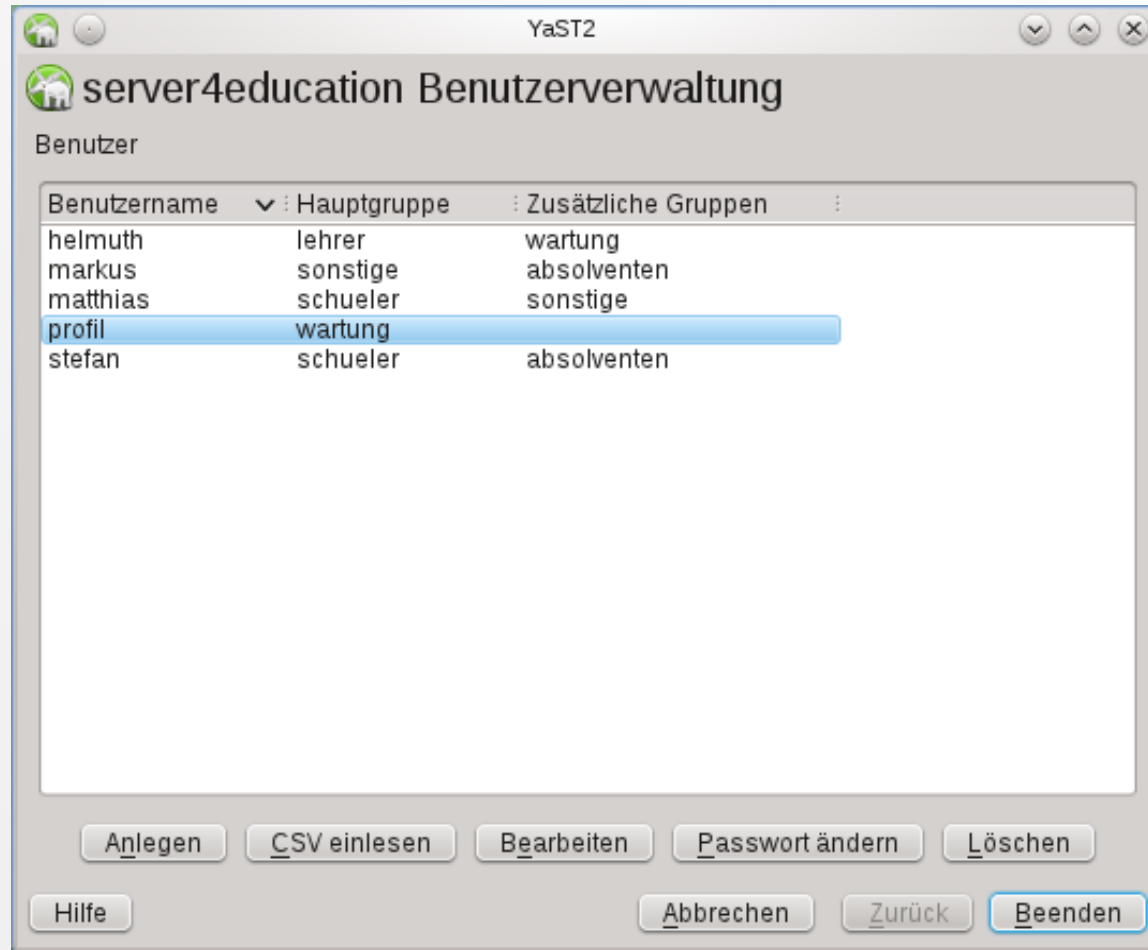 YaST2
server4education Benutzerverwaltung
Benutzer
Benutzername Hauptgruppe Zusätzliche Gruppen
helmuth lehrer wartung
markus sonstige absolventen
matthias schueler sonstige
profil wartung
stefan schueler absolventen
Anlegen CSV einlesen Bearbeiten Passwort ändern Löschen
Hilfe Abbrechen Zurück Beenden